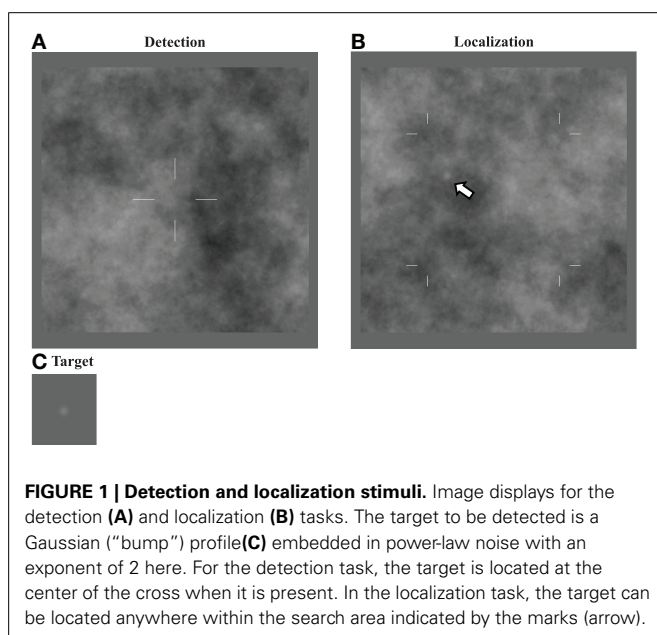 A Detection
B Localization
C Target
FIGURE 1 | Detection and localization stimuli. Image displays for the
detection (A) and localization (B) tasks. The target to be detected is a
Gaussian (“bump”) profile(C) embedded in power-law noise with an
exponent of 2 here. For the detection task, the target is located at the
center of the cross when it is present. In the localization task, the target can
be located anywhere within the search area indicated by the marks (arrow).